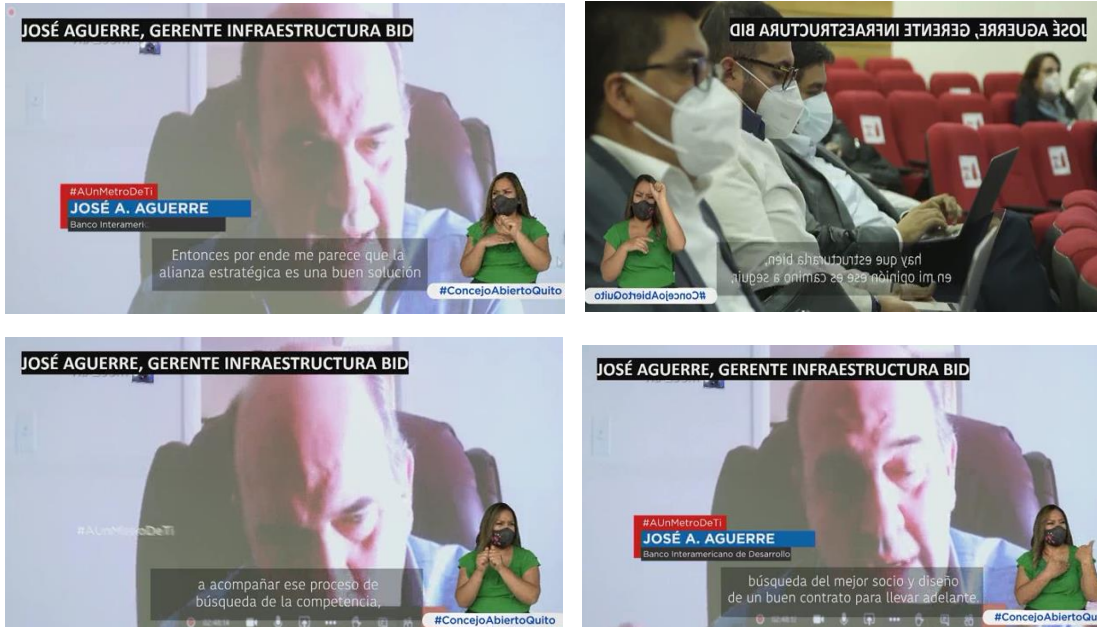 JOSÉ AGUERRE, GERENTE INFRAESTRUCTURA BID
#AUnMetroDeTi
JOSÉ A. AGUERRE
Banco Interameri
Entonces por ende me parece que la
alianza estratégica es una buen solución
#ConcejoAbiertoQuito
JOSÉ AGUERRE, GERENTE INFRAESTRUCTURA BID
hay que estructurarla bien,
en mi opinión ese es camino a seguir,
#ConcejoAbiertoQuito
JOSÉ AGUERRE, GERENTE INFRAESTRUCTURA BID
#AUnMetroDeTi
a acompañar ese proceso de
búsqueda de la competencia,
#ConcejoAbiertoQuito
JOSÉ AGUERRE, GERENTE INFRAESTRUCTURA BID
#AUnMetroDeTi
JOSÉ A. AGUERRE
Banco Interamericano de Desarrollo
búsqueda del mejor socio y diseño
de un buen contrato para llevar adelante.
#ConcejoAbiertoQu